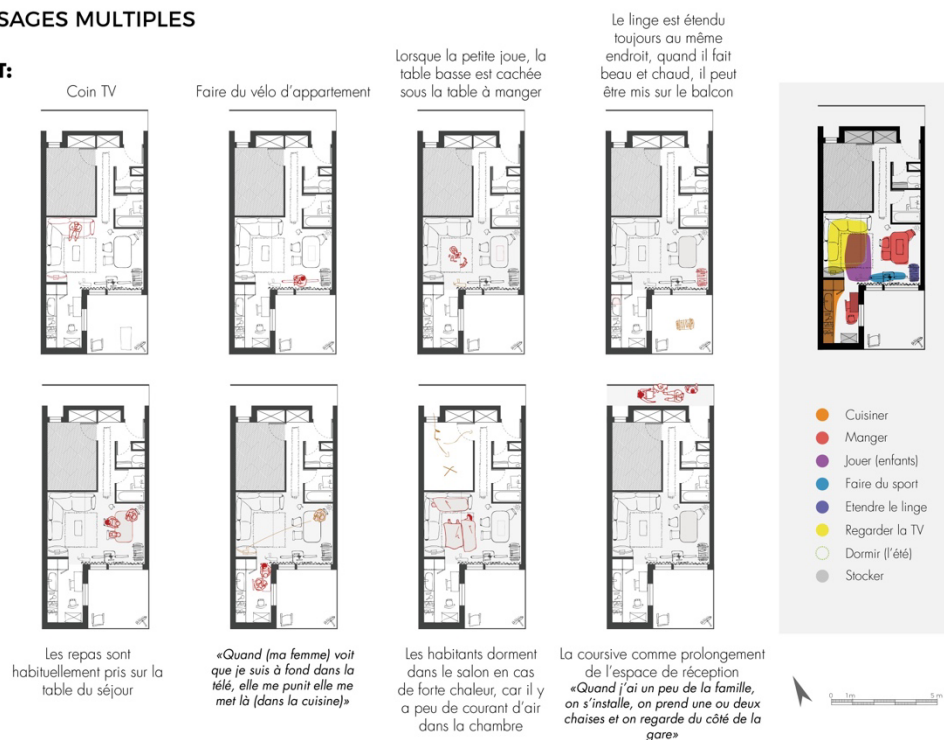 SAGES MULTIPLES
T:
Coin TV
Faire du vélo d'appartement
Lorsque la petite joue, la
table basse est cachée
sous la table à manger
Le linge est étendu
toujours au même
endroit, quand il fait
beau et chaud, il peut
être mis sur le balcon
Les repas sont
habituellement pris sur la
table du séjour
«Quand (ma femme) voit
que je suis à fond dans la
télé, elle me punit elle me
met là (dans la cuisine)»
Les habitants dorment
dans le salon en cas
de forte chaleur, car il y
a peu de courant d'air
dans la chambre
La coursive comme prolongement
de l'espace de réception
«Quand j'ai un peu de la famille,
on s'installe, on prend une ou deux
chaises et on regarde du côté de la
gare»
Cuisiner
Manger
Jouer (enfants)
Faire du sport
Etendre le linge
Regarder la TV
Dormir (l'été)
Stocker
0 1m 5 m